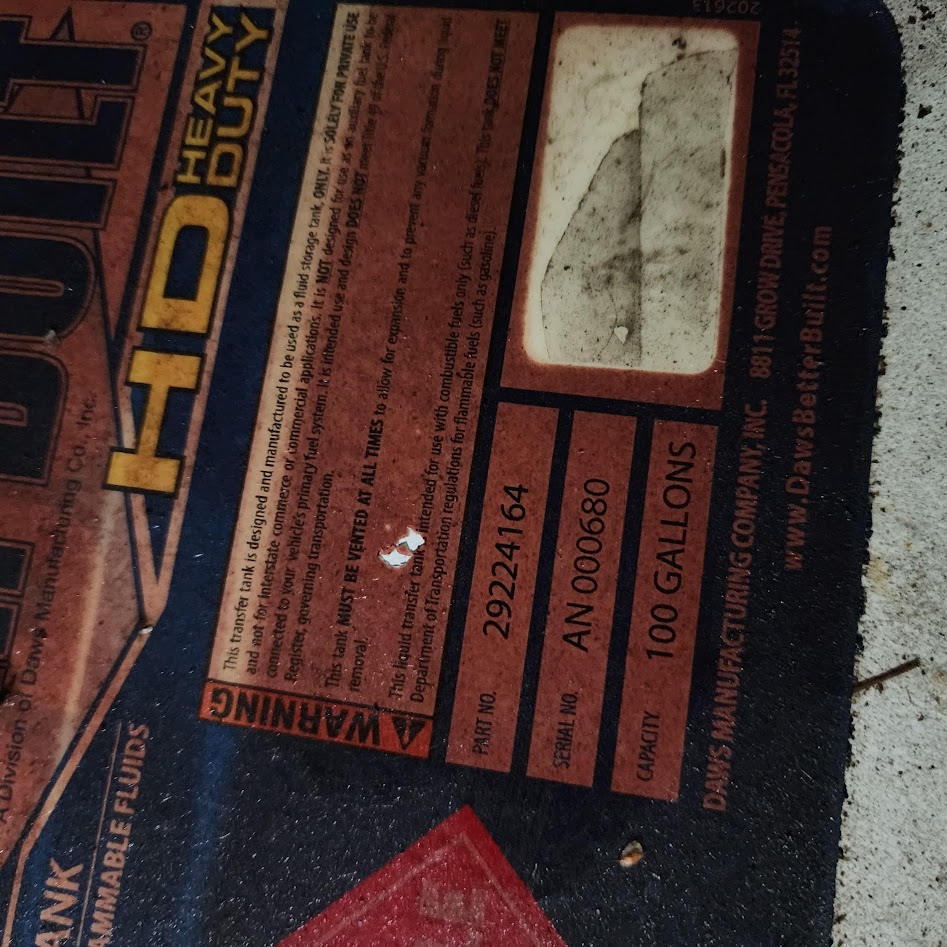 BUILT®
HD HEAVY DUTY
A Division of Daws Manufacturing Co., Inc.
ANK
AMMABLE FLUIDS
WARNING
This transfer tank is designed and manufactured to be used as a fluid storage tank, ONLY. It is SOLELY FOR PRIVATE USE
and not for interstate commerce or commercial applications. It is NOT designed for use as an auxiliary fuel tank to be
connected to your vehicle's primary fuel system. It is intended use and design DOES NOT meet title 49 of the U.S. Federal
Register, governing transportation.
This tank MUST BE VENTED AT ALL TIMES to allow for expansion and to prevent any vacuum formation during liquid
removal.
This liquid transfer tank is intended for use with combustible fuels only (such as diesel fuels). This tank DOES NOT MEET
Department of Transportation regulations for flammable fuels (such as gasoline).
PART NO. 29224164
SERIAL NO. AN 000680
CAPACITY 100 GALLONS
DAWS MANUFACTURING COMPANY, INC. 8811 GROW DRIVE, PENSACOLA, FL 32514
www.DawsBetterBuilt.com
202613